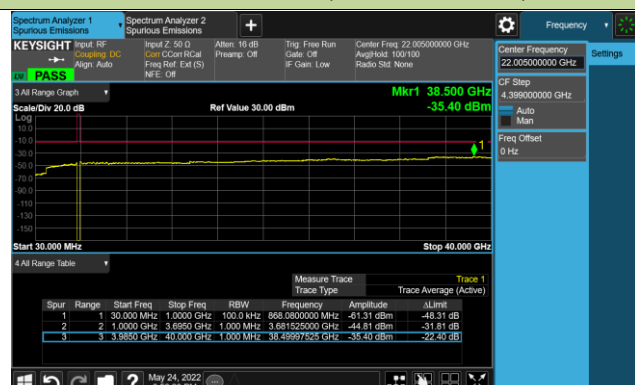 Spectrum Analyzer 1
Spurious Emissions
Spectrum Analyzer 2
Spurious Emissions
+
Frequency
KEYSIGHT
Input: RF
Coupling: DC
Align: Auto
Input Z: 50 Ω
Corr CCorr RCal
Freq Ref: Ext (S)
NFE: Off
Atten: 16 dB
Preamp: Off
Trig: Free Run
Gate: Off
IF Gain: Low
Center Freq: 22.005000000 GHz
Avg|Hold: 100/100
Radio Std: None
PASS
Center Frequency
22.005000000 GHz
Settings
CF Step
4.399000000 GHz
Auto
Man
Freq Offset
0 Hz
3 All Range Graph
Mkr1 38.500 GHz
Scale/Div 20.0 dB
Ref Value 30.00 dBm
-35.40 dBm
Log
10.0
-10.0
-30.0
-50.0
-70.0
-90.0
-110
-130
-150
1
Start 30.000 MHz
Stop 40.000 GHz
4 All Range Table
Measure Trace Trace 1
Trace Type Trace Average (Active)
Spur Range Start Freq Stop Freq RBW Frequency Amplitude ΔLimit
1 1 30.000 MHz 1.0000 GHz 100.0 kHz 868.0800000 MHz -61.31 dBm -48.31 dB
2 2 1.0000 GHz 3.6950 GHz 1.000 MHz 3.681525000 GHz -44.81 dBm -31.81 dB
3 3 3.9850 GHz 40.000 GHz 1.000 MHz 38.49997525 GHz -35.40 dBm -22.40 dB
?
May 24, 2022